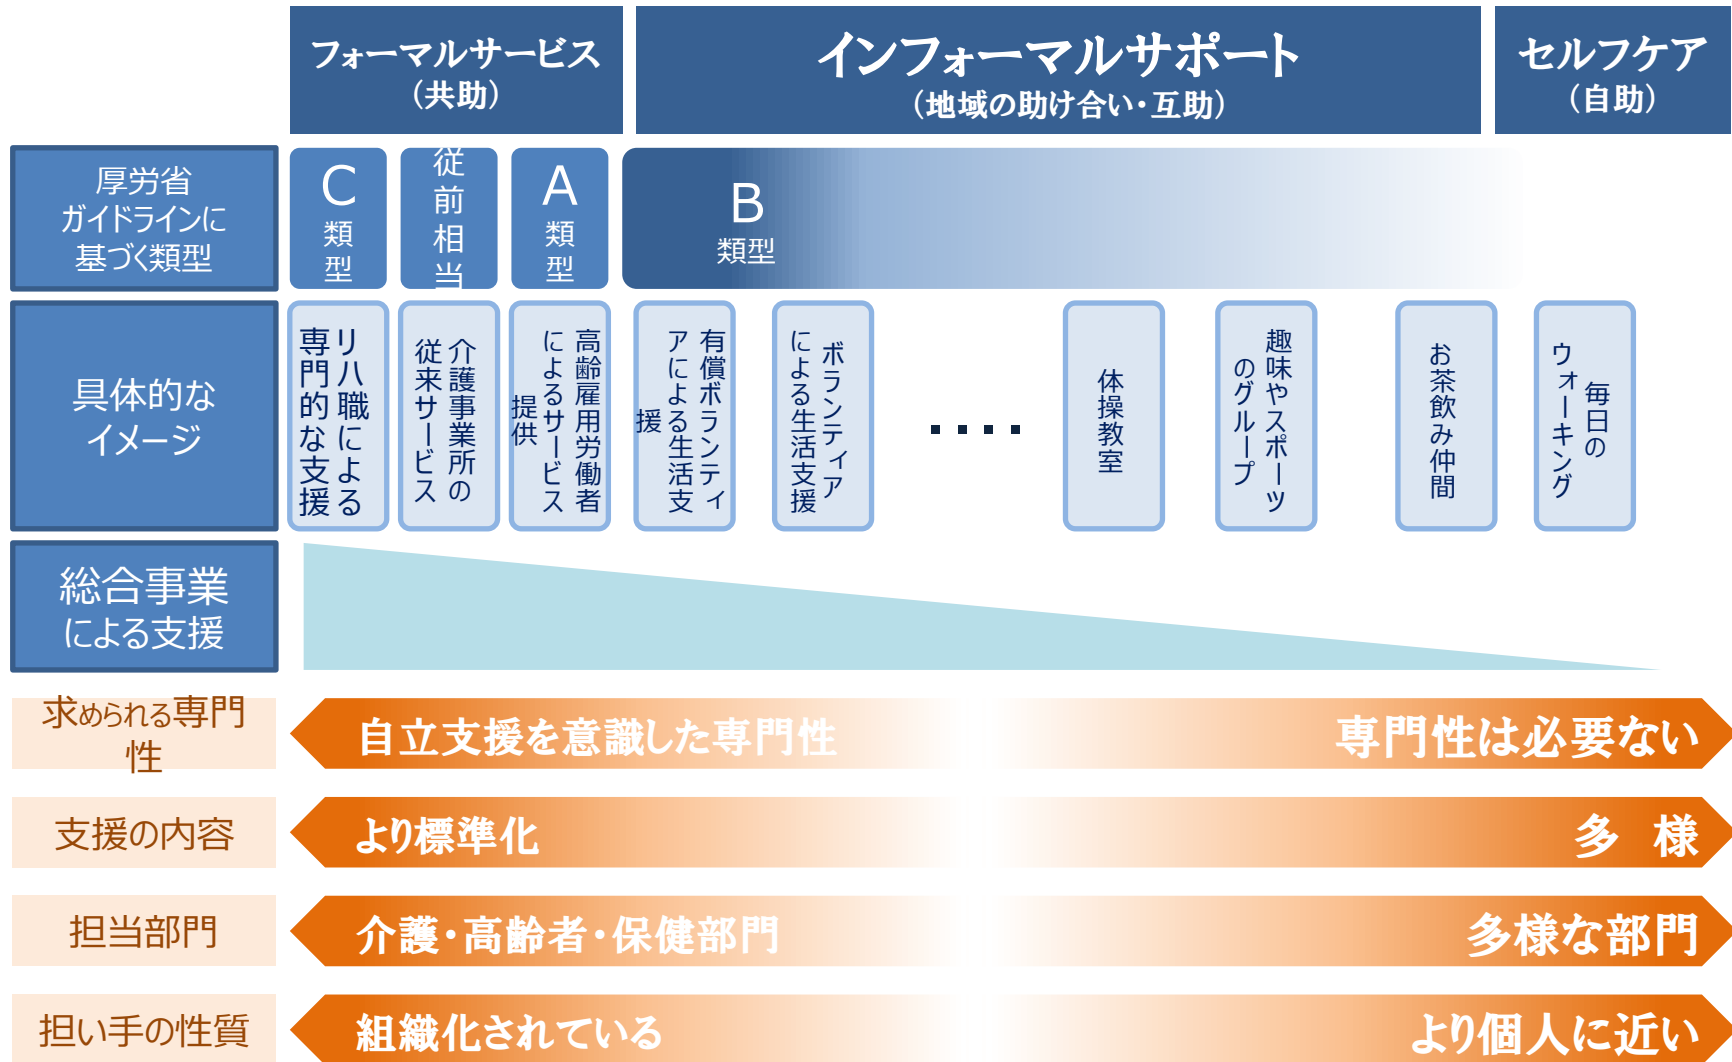 フォーマルサービス
（共助）
インフォーマルサポート
（地域の助け合い・互助）
セルフケア
（自助）
厚労省
ガイドラインに
基づく類型
C
類
型
従
前
相
当
A
類
型
B
類型
具体的な
イメージ
リハ職による
専門的な支援
介護事業所の
従来サービス
高齢雇用労働者
によるサービス
提供
有償ボランティ
アによる生活支
援
ボランティア
による生活支援
････
体操教室
趣味やスポーツ
のグループ
お茶飲み仲間
毎日の
ウォーキング
総合事業
による支援
求められる専門
性
自立支援を意識した専門性
専門性は必要ない
支援の内容
より標準化
多　様
担当部門
介護・高齢者・保健部門
多様な部門
担い手の性質
組織化されている
より個人に近い